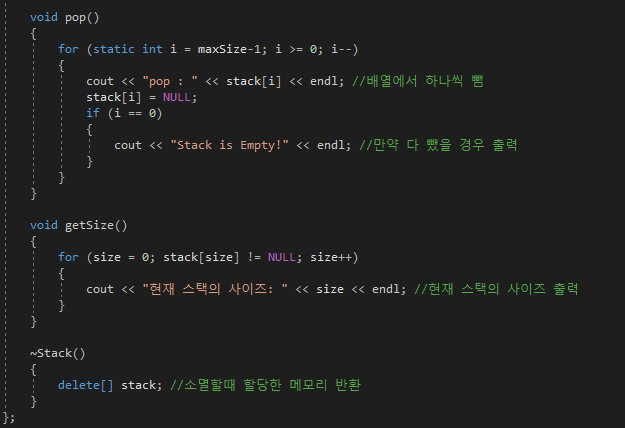 void pop()
{
for (static int i = maxSize-1; i >= 0; i--)
{
cout << "pop : " << stack[i] << endl; //배열에서 하나씩 뺌
stack[i] = NULL;
if (i == 0)
{
cout << "Stack is Empty!" << endl; //만약 다 뺐을 경우 출력
}
}
}
void getSize()
{
for (size = 0; stack[size] != NULL; size++)
{
cout << "현재 스택의 사이즈: " << size << endl; //현재 스택의 사이즈 출력
}
}
~Stack()
{
delete[] stack; //소멸할때 할당한 메모리 반환
}
};